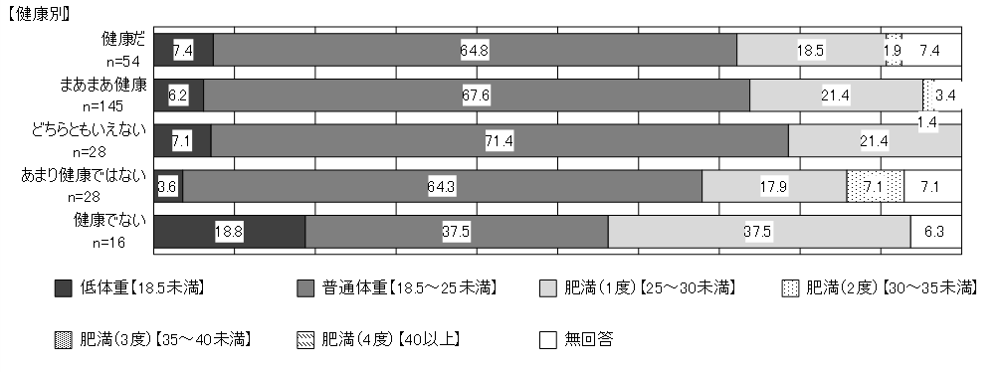 【健康別】
健康だ
n=54
7.4 64.8 18.5 1.9 7.4
まあまあ健康
n=145
6.2 67.6 21.4 3.4
1.4
どちらともいえない
n=28
7.1 71.4 21.4
あまり健康ではない
n=28
3.6 64.3 17.9 7.1 7.1
健康でない
n=16
18.8 37.5 37.5 6.3
低体重【18.5未満】 普通体重【18.5～25未満】 肥満(1度)【25～30未満】 肥満(2度)【30～35未満】
肥満(3度)【35～40未満】 肥満(4度)【40以上】 無回答